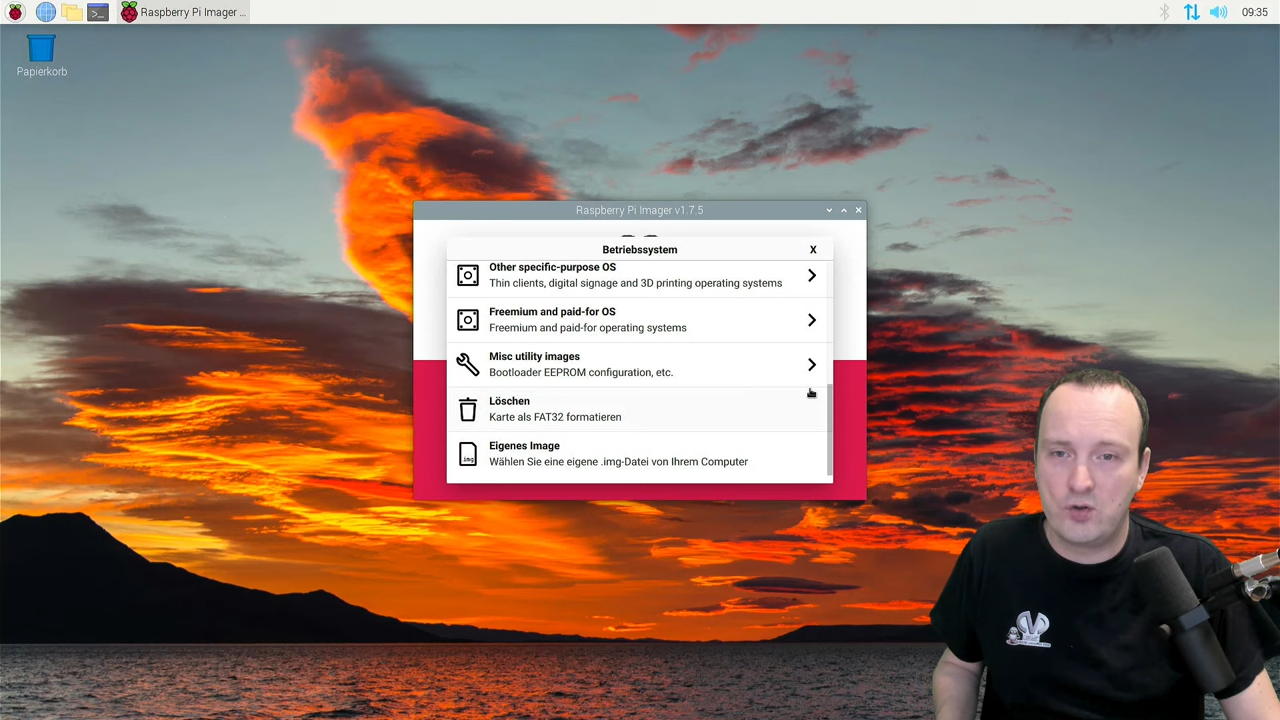 Raspberry Pi Imager ...
09:35
Papierkorb
Raspberry Pi Imager v1.7.5
Betriebssystem
X
Other specific-purpose OS
Thin clients, digital signage and 3D printing operating systems
Freemium and paid-for OS
Freemium and paid-for operating systems
Misc utility images
Bootloader EEPROM configuration, etc.
Löschen
Karte als FAT32 formatieren
Eigenes Image
Wählen Sie eine eigene .img-Datei von Ihrem Computer